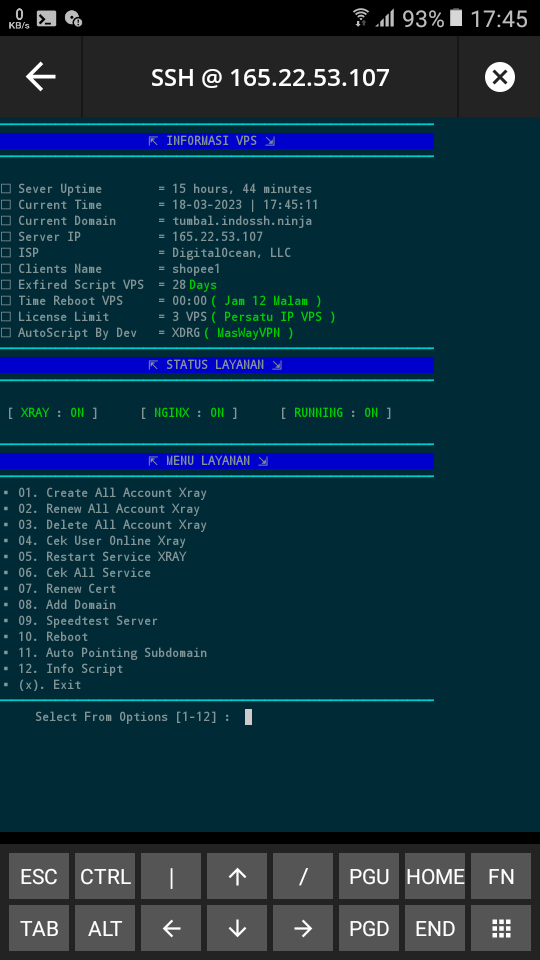 0 KB/s 93% 17:45
SSH @ 165.22.53.107
⇱ INFORMASI VPS ⇲
Sever Uptime = 15 hours, 44 minutes
Current Time = 18-03-2023 | 17:45:11
Current Domain = tumbal.indossh.ninja
Server IP = 165.22.53.107
ISP = DigitalOcean, LLC
Clients Name = shopee1
Exfired Script VPS = 28 Days
Time Reboot VPS = 00:00 ( Jam 12 Malam )
License Limit = 3 VPS ( Persatu IP VPS )
AutoScript By Dev = XDRG ( MasWayVPN )
⇱ STATUS LAYANAN ⇲
[ XRAY : ON ] [ NGINX : ON ] [ RUNNING : ON ]
⇱ MENU LAYANAN ⇲
▪ 01. Create All Account Xray
▪ 02. Renew All Account Xray
▪ 03. Delete All Account Xray
▪ 04. Cek User Online Xray
▪ 05. Restart Service XRAY
▪ 06. Cek All Service
▪ 07. Renew Cert
▪ 08. Add Domain
▪ 09. Speedtest Server
▪ 10. Reboot
▪ 11. Auto Pointing Subdomain
▪ 12. Info Script
▪ (x). Exit
Select From Options [1-12] :
ESC CTRL | ↑ / PGU HOME FN
TAB ALT ← ↓ → PGD END